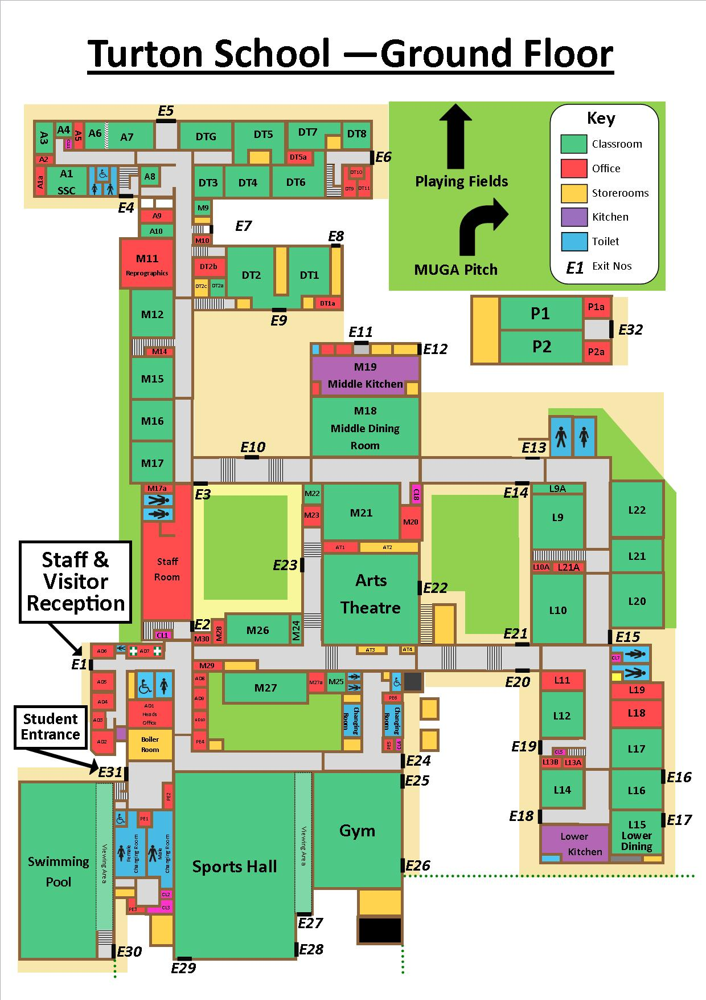 Turton School —Ground Floor
E5
Key
Classroom
Office
Storerooms
Kitchen
Toilet
E1 Exit Nos
Playing Fields
MUGA Pitch
A3
A4
A5
A6
A7
DTG
DT5
DT7
DT8
A2
DT5a
E6
A1a
A1
SSC
A8
DT3
DT4
DT6
DT10
DT9
DT11
E4
M9
A9
E7
A10
M10
E8
M11
Reprographics
DT2b
DT2
DT1
DT2c
DT2a
DT1a
E9
M12
P1
P1a
E32
P2
P2a
E11
E12
M14
M19
Middle Kitchen
M15
M18
Middle Dining
Room
M16
E10
E13
M17
M17a
E3
M22
M21
CL8
E14
L9A
L9
L22
M23
M20
AT1
AT2
Staff &
Visitor
Reception
Staff
Room
E23
L21
L10A
L21A
Arts
Theatre
E22
L10
L20
E2
M28
M26
M24
CL1
M30
E21
E15
AD6
AD7
AT3
AT4
CL7
E1
M29
E20
AD5
AD8
M27
M27a
M25
L11
L19
AD4
AD9
PE6
L12
L18
AD1
Heads
Office
AD3
AD10
Changing
Room
Changing
Room
Student
Entrance
AD2
Boiler
Room
PE4
PE5
CL4
E19
CL5
L17
E24
L13B
L13A
E31
E25
E16
PE2
L14
L16
E18
E17
PE1
L15
Lower
Dining
Gym
Lower
Kitchen
Swimming
Pool
Viewing Area
Female
changing Room
Male
changing Room
Sports Hall
Viewing Area
E26
CL2
PE3
CL3
E27
E30
E28
E29